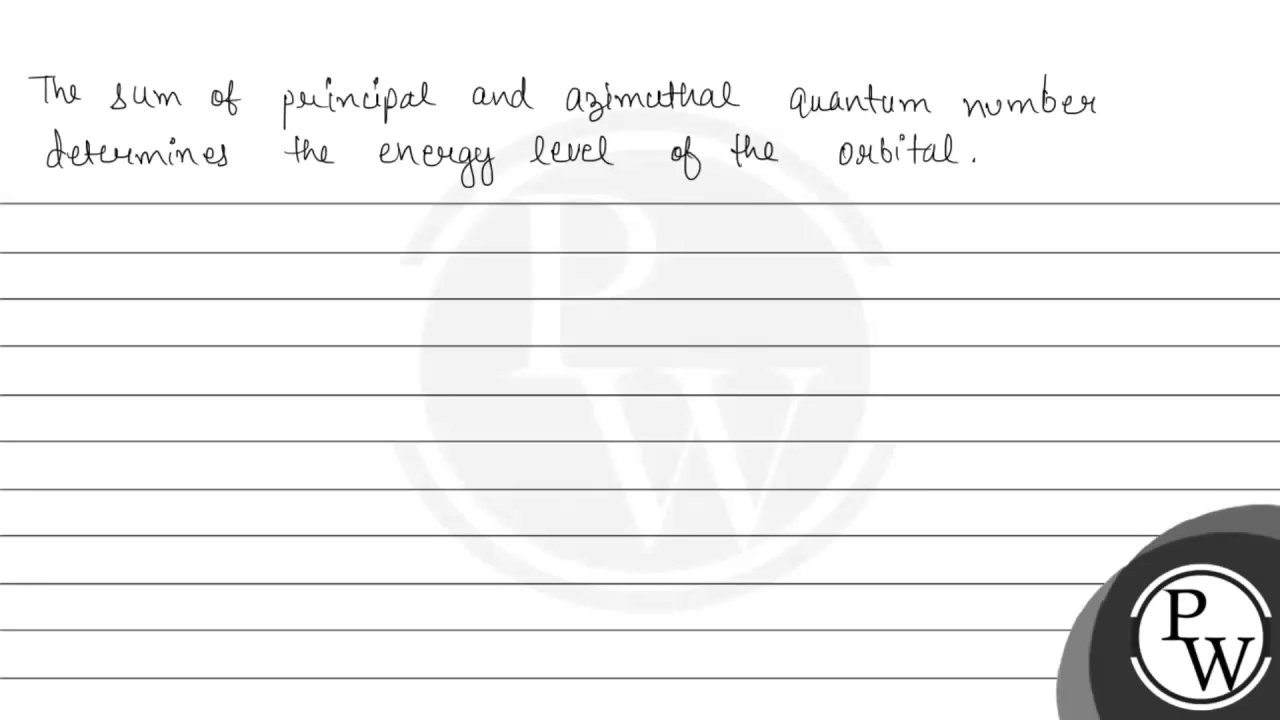 The sum of principal and azimuthal quantum number
determines the energy level of the orbital.
P
W
P
W